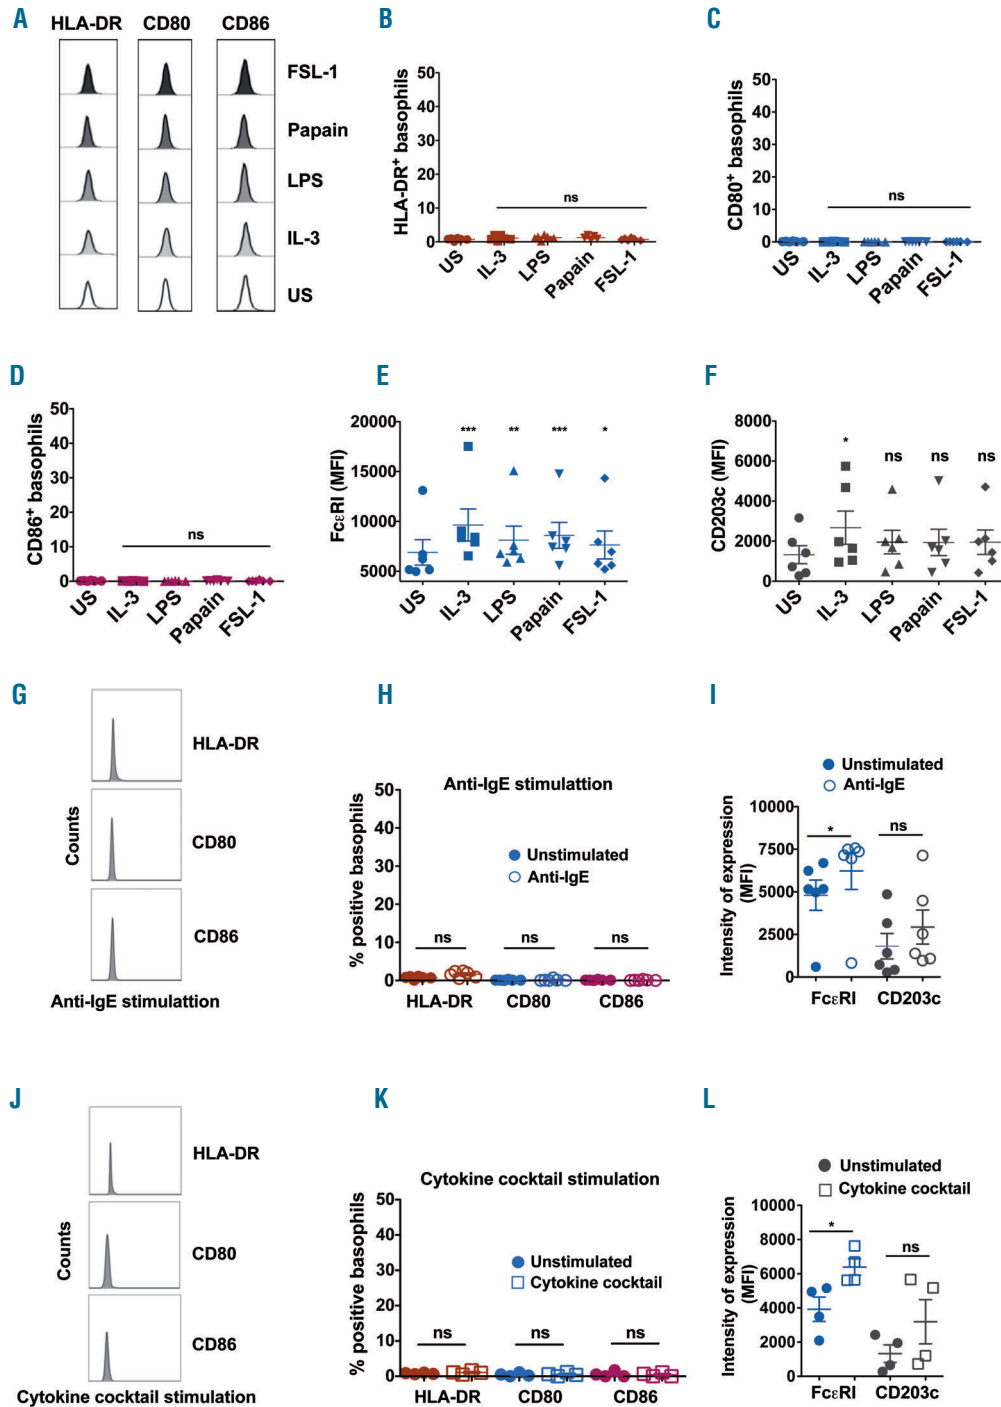 A
HLA-DR CD80 CD86
FSL-1
Papain
LPS
IL-3
US
B
HLA-DR+ basophils
50
40
30
20
10
0
ns
US IL-3 LPS Papain FSL-1
C
CD80+ basophils
50
40
30
20
10
0
ns
US IL-3 LPS Papain FSL-1
D
CD86+ basophils
50
40
30
20
10
0
ns
US IL-3 LPS Papain FSL-1
E
FcεRI (MFI)
20000
15000
10000
5000
*** ** *** *
US IL-3 LPS Papain FSL-1
F
CD203c (MFI)
8000
6000
4000
2000
0
* ns ns ns
US IL-3 LPS Papain FSL-1
G
Counts
HLA-DR
CD80
CD86
Anti-IgE stimulattion
H
Anti-IgE stimulattion
% positive basophils
50
40
30
20
10
0
Unstimulated
Anti-IgE
ns ns ns
HLA-DR CD80 CD86
I
Unstimulated
Anti-IgE
Intensity of expression
(MFI)
10000
7500
5000
2500
0
* ns
FcεRI CD203c
J
Counts
HLA-DR
CD80
CD86
Cytokine cocktail stimulation
K
Cytokine cocktail stimulation
% positive basophils
50
40
30
20
10
0
Unstimulated
Cytokine cocktail
ns ns ns
HLA-DR CD80 CD86
L
Unstimulated
Cytokine cocktail
Intensity of expression
(MFI)
10000
8000
6000
4000
2000
0
* ns
FcεRI CD203c